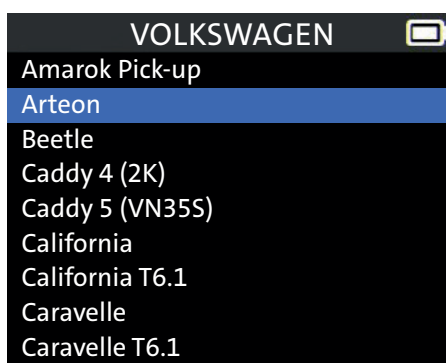 VOLKSWAGEN
Amarok Pick-up
Arteon
Beetle
Caddy 4 (2K)
Caddy 5 (VN35S)
California
California T6.1
Caravelle
Caravelle T6.1